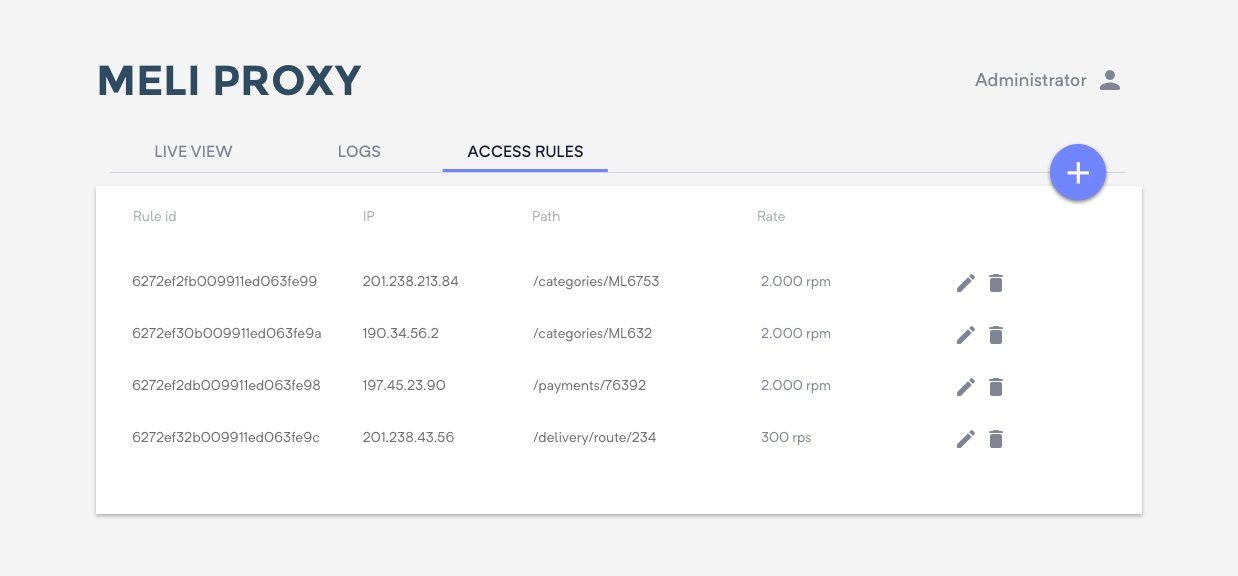 MELI PROXY
Administrator
LIVE VIEW LOGS ACCESS RULES
Rule id IP Path Rate
6272ef2fb009911ed063fe99 201.238.213.84 /categories/ML6753 2.000 rpm
6272ef30b009911ed063fe9a 190.34.56.2 /categories/ML632 2.000 rpm
6272ef2db009911ed063fe98 197.45.23.90 /payments/76392 2.000 rpm
6272ef32b009911ed063fe9c 201.238.43.56 /delivery/route/234 300 rps